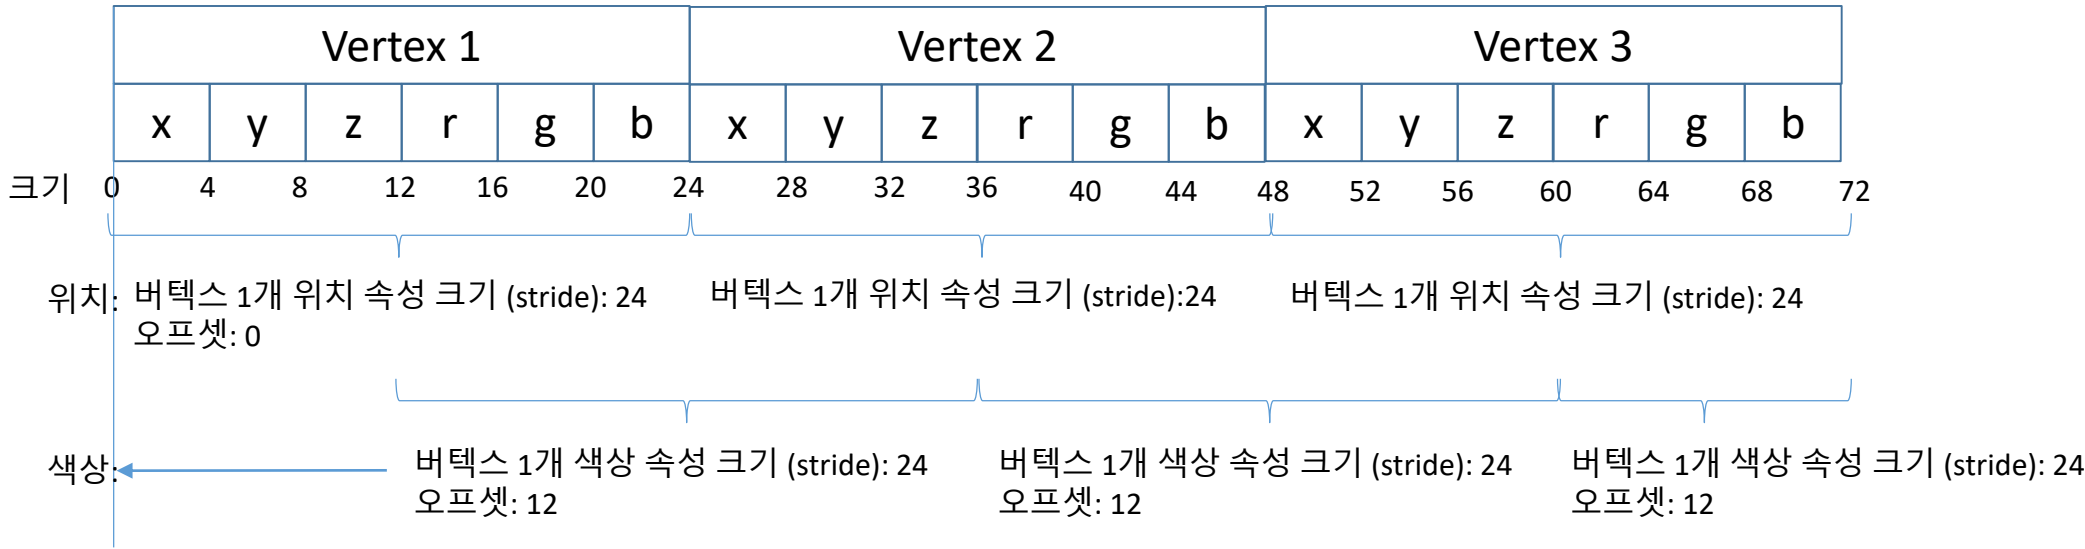 Vertex 1 Vertex 2 Vertex 3
x y z r g b x y z r g b x y z r g b
크기 0 4 8 12 16 20 24 28 32 36 40 44 48 52 56 60 64 68 72
위치: 버텍스 1개 위치 속성 크기 (stride): 24 버텍스 1개 위치 속성 크기 (stride):24 버텍스 1개 위치 속성 크기 (stride): 24
오프셋: 0
색상: 버텍스 1개 색상 속성 크기 (stride): 24 버텍스 1개 색상 속성 크기 (stride): 24 버텍스 1개 색상 속성 크기 (stride): 24
오프셋: 12 오프셋: 12 오프셋: 12